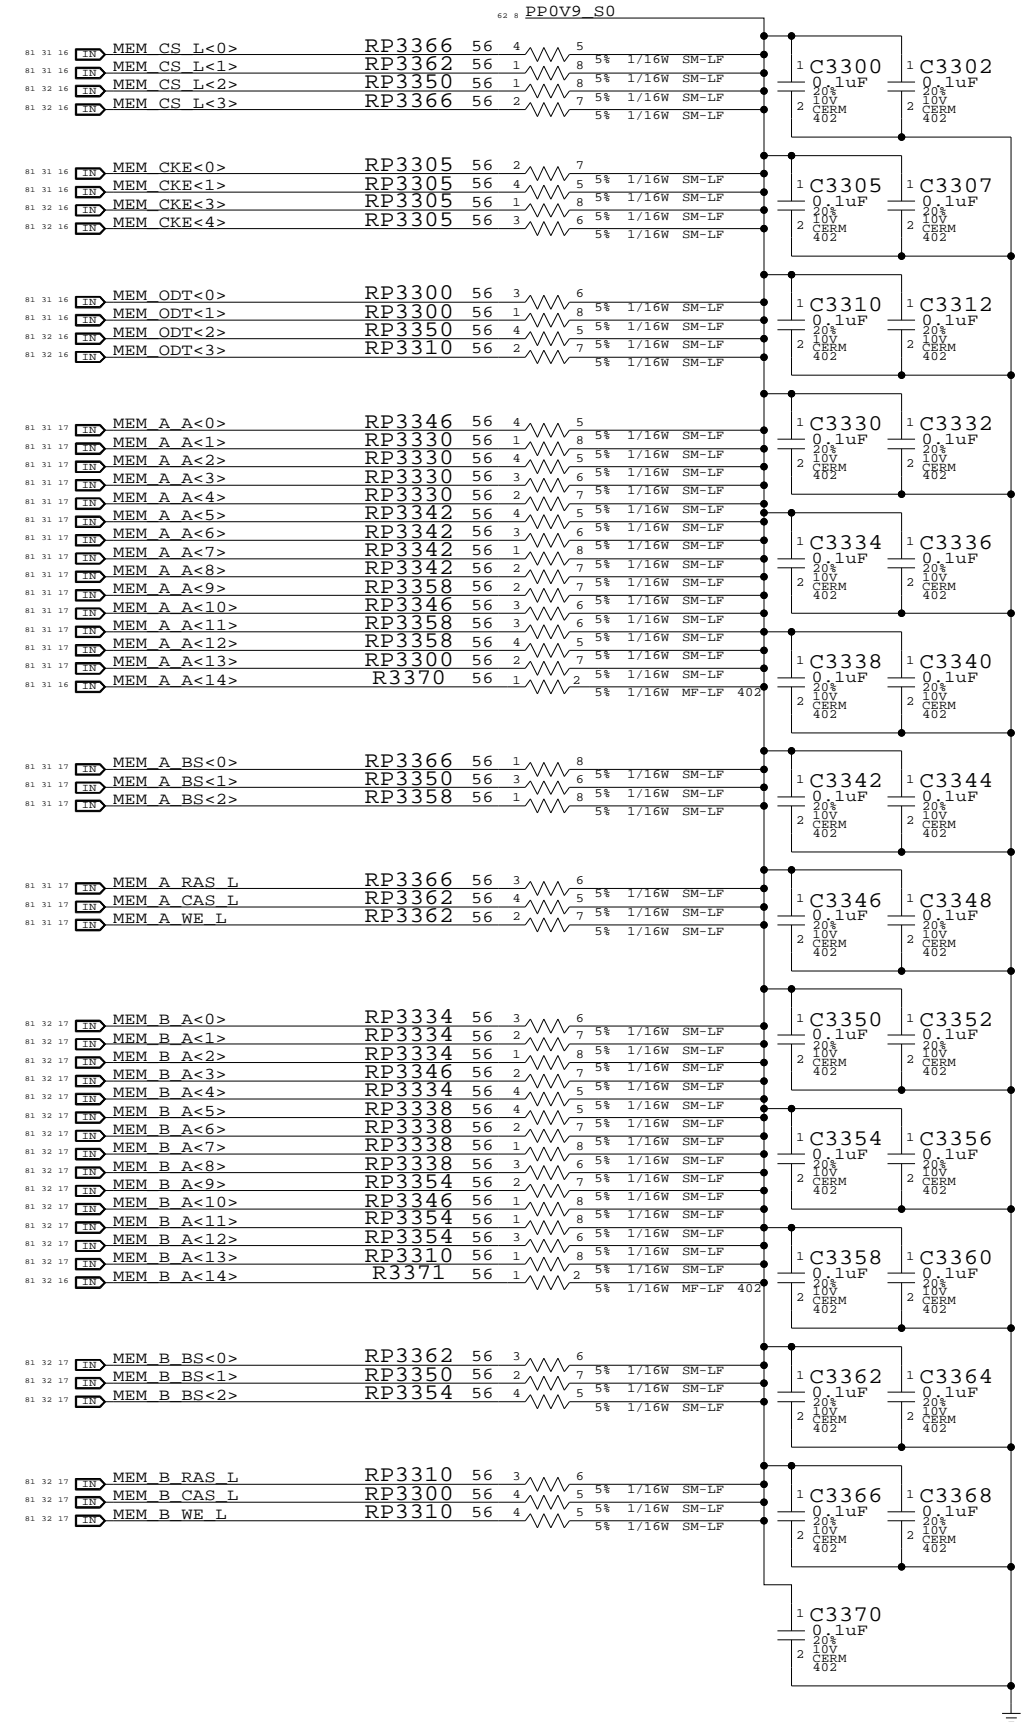 62 8 PP0V9_S0
81 31 16 IN MEM_CS_L<0> RP3366 56 4 5 5% 1/16W SM-LF
81 31 16 IN MEM_CS_L<1> RP3362 56 1 8 5% 1/16W SM-LF
81 32 16 IN MEM_CS_L<2> RP3350 56 1 8 5% 1/16W SM-LF
81 32 16 IN MEM_CS_L<3> RP3366 56 2 7 5% 1/16W SM-LF
1 C3300 0.1uF 20% 10V 2 CERM 402
1 C3302 0.1uF 20% 10V 2 CERM 402
81 31 16 IN MEM_CKE<0> RP3305 56 2 7 5% 1/16W SM-LF
81 31 16 IN MEM_CKE<1> RP3305 56 4 5 5% 1/16W SM-LF
81 32 16 IN MEM_CKE<3> RP3305 56 1 8 5% 1/16W SM-LF
81 32 16 IN MEM_CKE<4> RP3305 56 3 6 5% 1/16W SM-LF
1 C3305 0.1uF 20% 10V 2 CERM 402
1 C3307 0.1uF 20% 10V 2 CERM 402
81 31 16 IN MEM_ODT<0> RP3300 56 3 6 5% 1/16W SM-LF
81 31 16 IN MEM_ODT<1> RP3300 56 1 8 5% 1/16W SM-LF
81 32 16 IN MEM_ODT<2> RP3350 56 4 5 5% 1/16W SM-LF
81 32 16 IN MEM_ODT<3> RP3310 56 2 7 5% 1/16W SM-LF
1 C3310 0.1uF 20% 10V 2 CERM 402
1 C3312 0.1uF 20% 10V 2 CERM 402
81 31 17 IN MEM_A_A<0> RP3346 56 4 5 5% 1/16W SM-LF
81 31 17 IN MEM_A_A<1> RP3330 56 1 8 5% 1/16W SM-LF
81 31 17 IN MEM_A_A<2> RP3330 56 4 5 5% 1/16W SM-LF
81 31 17 IN MEM_A_A<3> RP3330 56 3 6 5% 1/16W SM-LF
81 31 17 IN MEM_A_A<4> RP3330 56 2 7 5% 1/16W SM-LF
81 31 17 IN MEM_A_A<5> RP3342 56 4 5 5% 1/16W SM-LF
81 31 17 IN MEM_A_A<6> RP3342 56 3 6 5% 1/16W SM-LF
81 31 17 IN MEM_A_A<7> RP3342 56 1 8 5% 1/16W SM-LF
81 31 17 IN MEM_A_A<8> RP3342 56 2 7 5% 1/16W SM-LF
81 31 17 IN MEM_A_A<9> RP3358 56 2 7 5% 1/16W SM-LF
81 31 17 IN MEM_A_A<10> RP3346 56 3 6 5% 1/16W SM-LF
81 31 17 IN MEM_A_A<11> RP3358 56 3 6 5% 1/16W SM-LF
81 31 17 IN MEM_A_A<12> RP3358 56 4 5 5% 1/16W SM-LF
81 31 17 IN MEM_A_A<13> RP3300 56 2 7 5% 1/16W SM-LF
81 31 16 IN MEM_A_A<14> R3370 56 1 2 5% 1/16W MF-LF 402
1 C3330 0.1uF 20% 10V 2 CERM 402
1 C3332 0.1uF 20% 10V 2 CERM 402
1 C3334 0.1uF 20% 10V 2 CERM 402
1 C3336 0.1uF 20% 10V 2 CERM 402
1 C3338 0.1uF 20% 10V 2 CERM 402
1 C3340 0.1uF 20% 10V 2 CERM 402
81 31 17 IN MEM_A_BS<0> RP3366 56 1 8 5% 1/16W SM-LF
81 31 17 IN MEM_A_BS<1> RP3350 56 3 6 5% 1/16W SM-LF
81 31 17 IN MEM_A_BS<2> RP3358 56 1 8 5% 1/16W SM-LF
1 C3342 0.1uF 20% 10V 2 CERM 402
1 C3344 0.1uF 20% 10V 2 CERM 402
81 31 17 IN MEM_A_RAS_L RP3366 56 3 6 5% 1/16W SM-LF
81 31 17 IN MEM_A_CAS_L RP3362 56 4 5 5% 1/16W SM-LF
81 31 17 IN MEM_A_WE_L RP3362 56 2 7 5% 1/16W SM-LF
1 C3346 0.1uF 20% 10V 2 CERM 402
1 C3348 0.1uF 20% 10V 2 CERM 402
81 32 17 IN MEM_B_A<0> RP3334 56 3 6 5% 1/16W SM-LF
81 32 17 IN MEM_B_A<1> RP3334 56 2 7 5% 1/16W SM-LF
81 32 17 IN MEM_B_A<2> RP3334 56 1 8 5% 1/16W SM-LF
81 32 17 IN MEM_B_A<3> RP3346 56 2 7 5% 1/16W SM-LF
81 32 17 IN MEM_B_A<4> RP3334 56 4 5 5% 1/16W SM-LF
81 32 17 IN MEM_B_A<5> RP3338 56 4 5 5% 1/16W SM-LF
81 32 17 IN MEM_B_A<6> RP3338 56 2 7 5% 1/16W SM-LF
81 32 17 IN MEM_B_A<7> RP3338 56 1 8 5% 1/16W SM-LF
81 32 17 IN MEM_B_A<8> RP3338 56 3 6 5% 1/16W SM-LF
81 32 17 IN MEM_B_A<9> RP3354 56 2 7 5% 1/16W SM-LF
81 32 17 IN MEM_B_A<10> RP3346 56 1 8 5% 1/16W SM-LF
81 32 17 IN MEM_B_A<11> RP3354 56 1 8 5% 1/16W SM-LF
81 32 17 IN MEM_B_A<12> RP3354 56 3 6 5% 1/16W SM-LF
81 32 17 IN MEM_B_A<13> RP3310 56 1 8 5% 1/16W SM-LF
81 32 16 IN MEM_B_A<14> R3371 56 1 2 5% 1/16W MF-LF 402
1 C3350 0.1uF 20% 10V 2 CERM 402
1 C3352 0.1uF 20% 10V 2 CERM 402
1 C3354 0.1uF 20% 10V 2 CERM 402
1 C3356 0.1uF 20% 10V 2 CERM 402
1 C3358 0.1uF 20% 10V 2 CERM 402
1 C3360 0.1uF 20% 10V 2 CERM 402
81 32 17 IN MEM_B_BS<0> RP3362 56 3 6 5% 1/16W SM-LF
81 32 17 IN MEM_B_BS<1> RP3350 56 2 7 5% 1/16W SM-LF
81 32 17 IN MEM_B_BS<2> RP3354 56 4 5 5% 1/16W SM-LF
1 C3362 0.1uF 20% 10V 2 CERM 402
1 C3364 0.1uF 20% 10V 2 CERM 402
81 32 17 IN MEM_B_RAS_L RP3310 56 3 6 5% 1/16W SM-LF
81 32 17 IN MEM_B_CAS_L RP3300 56 4 5 5% 1/16W SM-LF
81 32 17 IN MEM_B_WE_L RP3310 56 4 5 5% 1/16W SM-LF
1 C3366 0.1uF 20% 10V 2 CERM 402
1 C3368 0.1uF 20% 10V 2 CERM 402
1 C3370 0.1uF 20% 10V 2 CERM 402